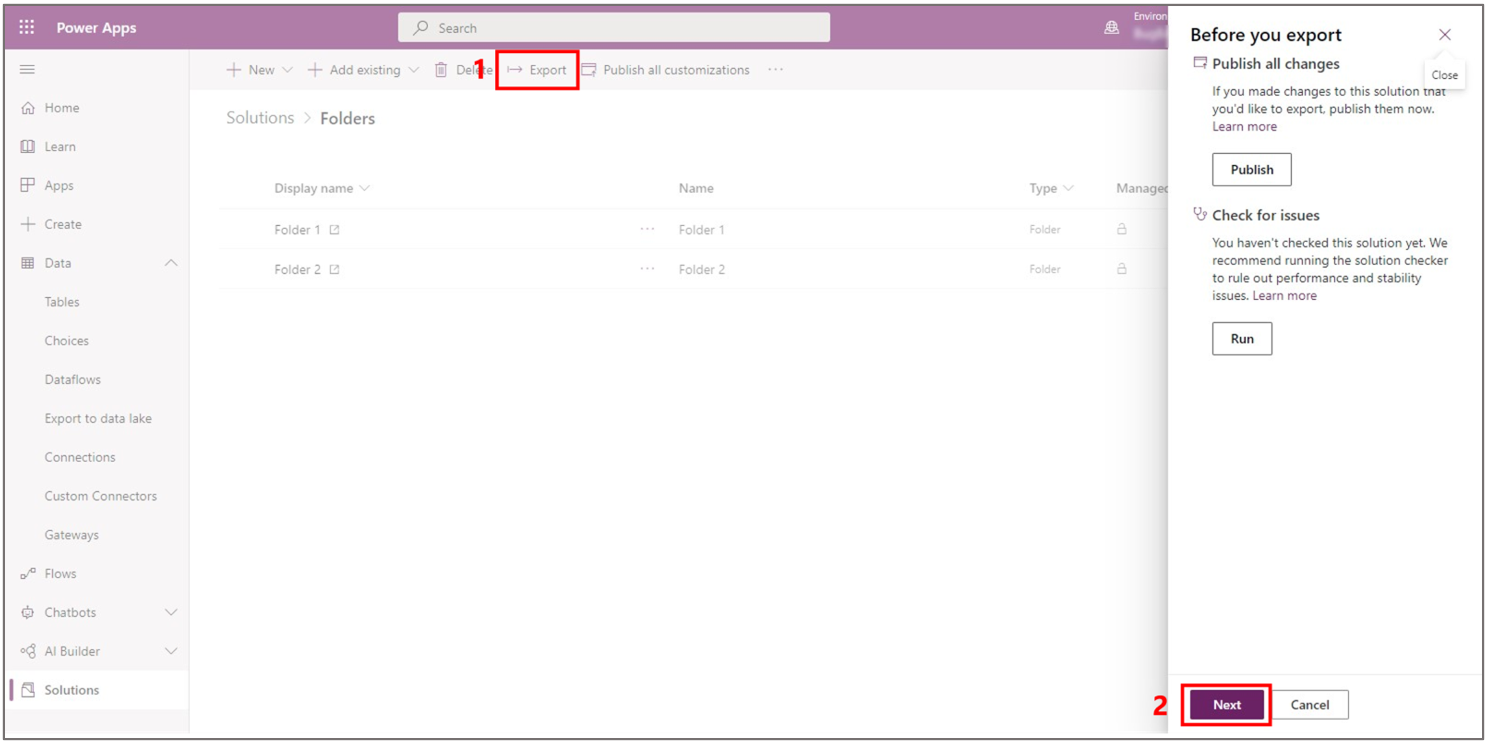 Power Apps
Search
Environ
1
New
Add existing
Delete
Export
Publish all customizations
Home
Learn
Apps
Create
Data
Tables
Choices
Dataflows
Export to data lake
Connections
Custom Connectors
Gateways
Flows
Chatbots
AI Builder
Solutions
Solutions > Folders
Display name
Name
Type
Managed
Folder 1
Folder 1
Folder
Folder 2
Folder 2
Folder
Before you export
Close
Publish all changes
If you made changes to this solution that
you'd like to export, publish them now.
Learn more
Publish
Check for issues
You haven't checked this solution yet. We
recommend running the solution checker
to rule out performance and stability
issues. Learn more
Run
2
Next
Cancel